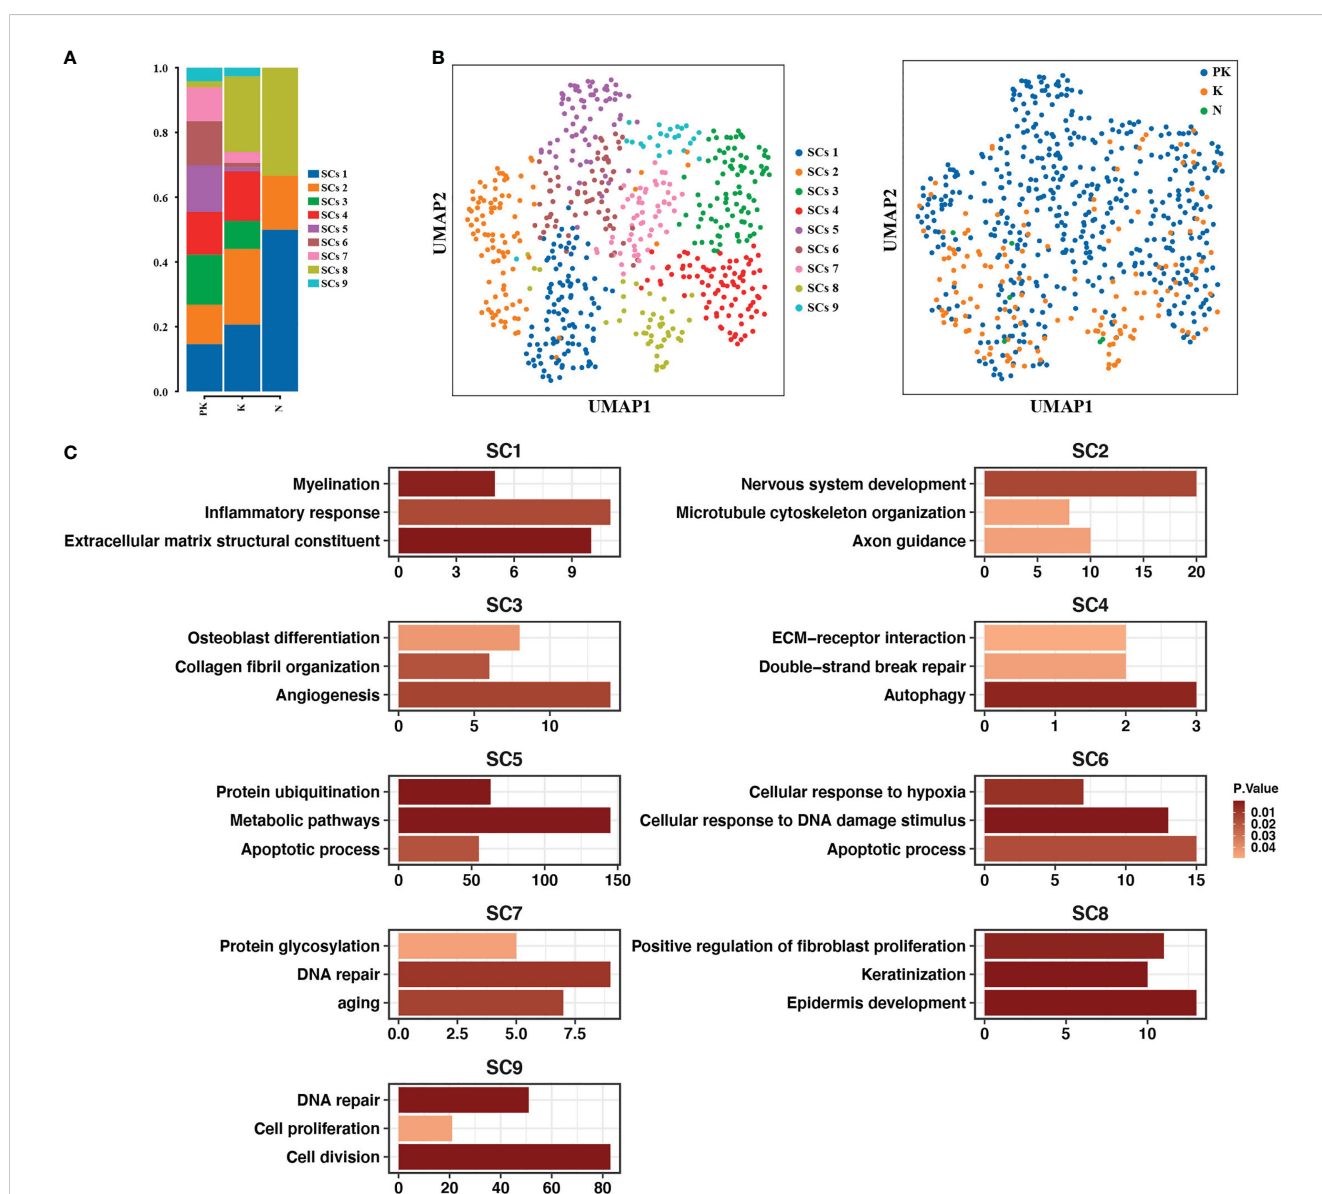 A
1.0
0.8
0.6
0.4
0.2
0.0
PK
K
N
SCs 1
SCs 2
SCs 3
SCs 4
SCs 5
SCs 6
SCs 7
SCs 8
SCs 9
B
UMAP2
UMAP1
SCs 1
SCs 2
SCs 3
SCs 4
SCs 5
SCs 6
SCs 7
SCs 8
SCs 9
UMAP2
UMAP1
PK
K
N
C
SC1
Myelination
Inflammatory response
Extracellular matrix structural constituent
0 3 6 9
SC2
Nervous system development
Microtubule cytoskeleton organization
Axon guidance
0 5 10 15 20
SC3
Osteoblast differentiation
Collagen fibril organization
Angiogenesis
0 5 10
SC4
ECM−receptor interaction
Double−strand break repair
Autophagy
0 1 2 3
SC5
Protein ubiquitination
Metabolic pathways
Apoptotic process
0 50 100 150
SC6
Cellular response to hypoxia
Cellular response to DNA damage stimulus
Apoptotic process
0 5 10 15
P.Value
0.01
0.02
0.03
0.04
SC7
Protein glycosylation
DNA repair
aging
0.0 2.5 5.0 7.5
SC8
Positive regulation of fibroblast proliferation
Keratinization
Epidermis development
0 5 10
SC9
DNA repair
Cell proliferation
Cell division
0 20 40 60 80